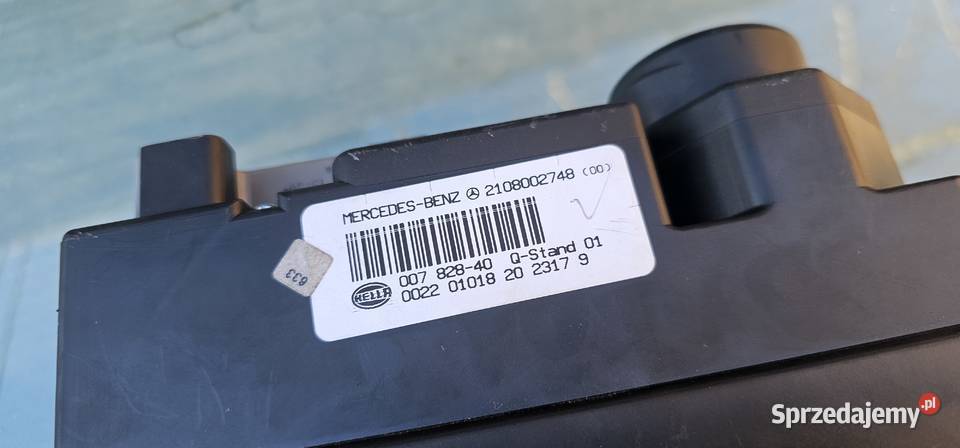 MERCEDES-BENZ 2108002748 (00)
007 828-40 Q-Stand 01
HELLA 0022 01018 20 2317 9
633
Sprzedajemy.pl